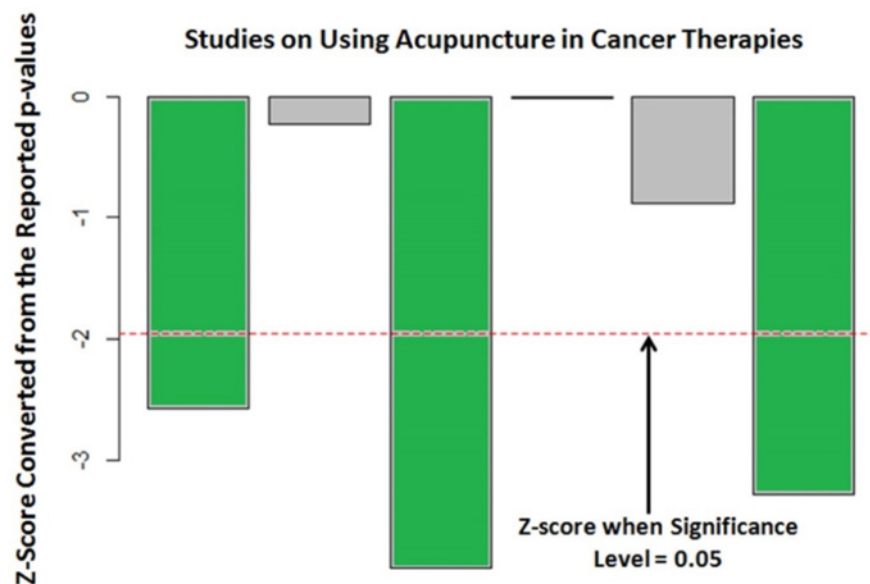 Studies on Using Acupuncture in Cancer Therapies
Z-Score Converted from the Reported p-values
0
-1
-2
-3
Z-score when Significance
Level = 0.05